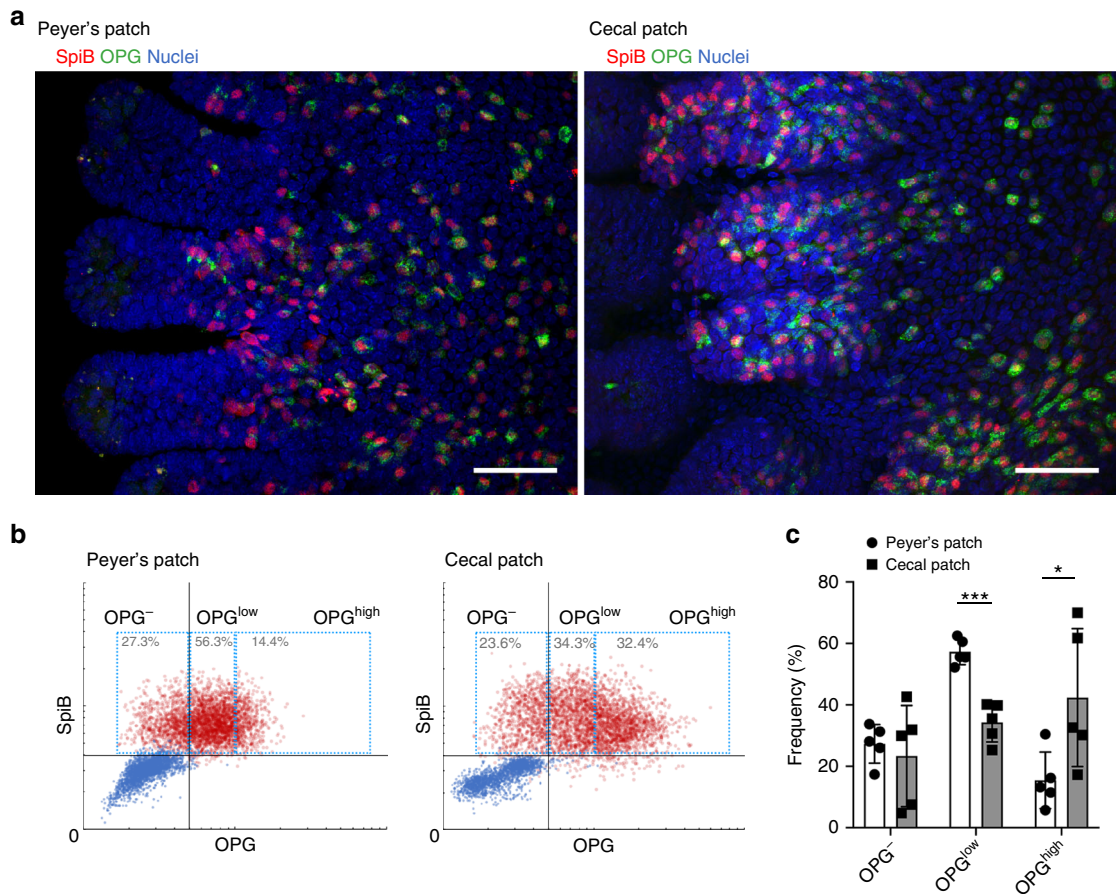 a
Peyer's patch
SpiB OPG Nuclei
Cecal patch
SpiB OPG Nuclei
b
Peyer's patch
OPG– OPGlow OPGhigh
27.3% 56.3% 14.4%
SpiB
0
OPG
Cecal patch
OPG– OPGlow OPGhigh
23.6% 34.3% 32.4%
SpiB
0
OPG
c
Peyer's patch
Cecal patch
Frequency (%)
80
60
40
20
0
***
*
OPG–
OPGlow
OPGhigh